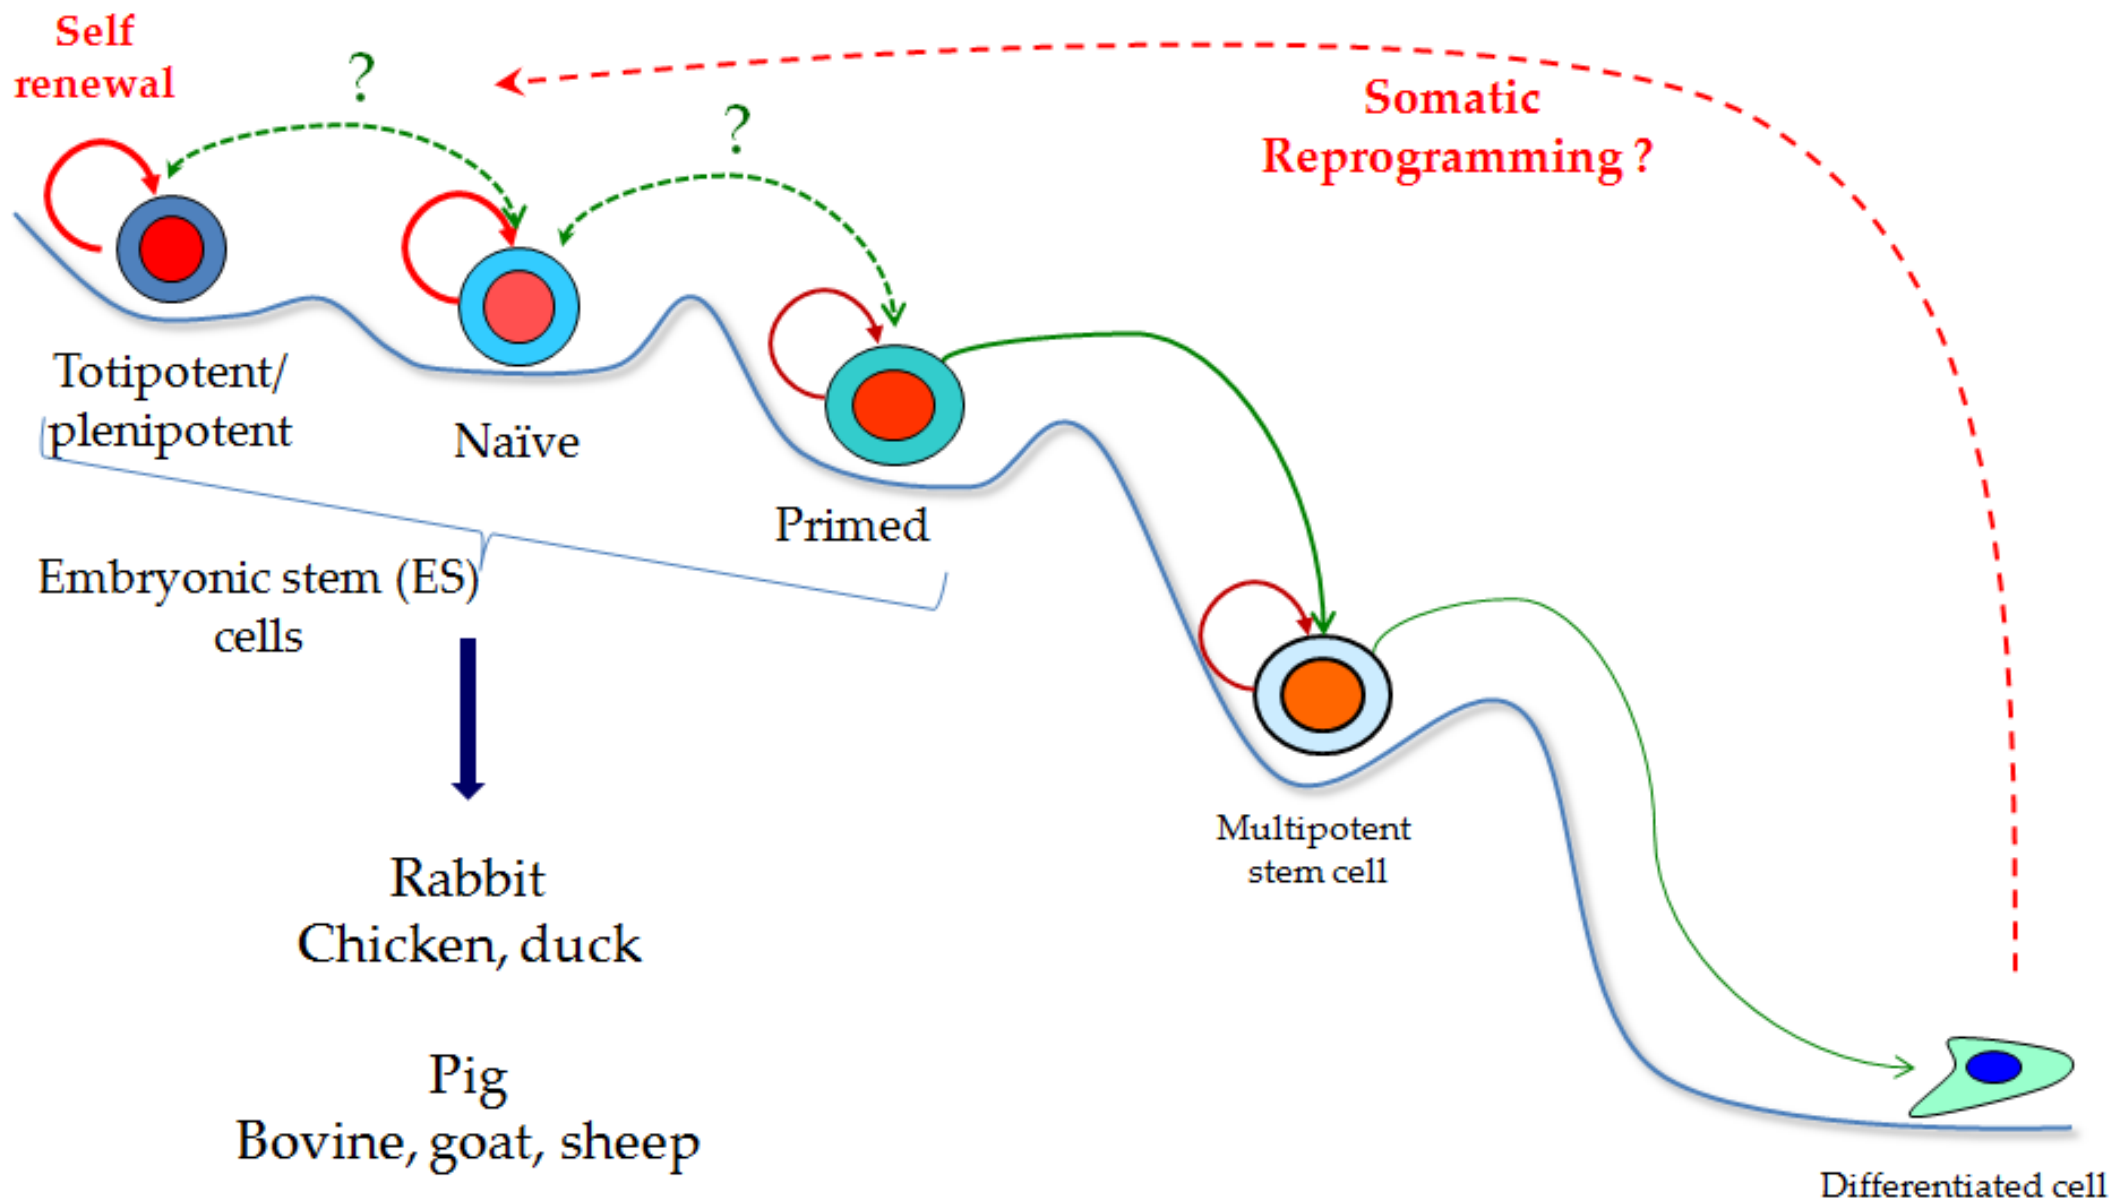 Self
renewal
?
?
Somatic
Reprogramming ?
Totipotent/
plenipotent
Naïve
Primed
Embryonic stem (ES)
cells
Multipotent
stem cell
Rabbit
Chicken, duck
Pig
Bovine, goat, sheep
Differentiated cell